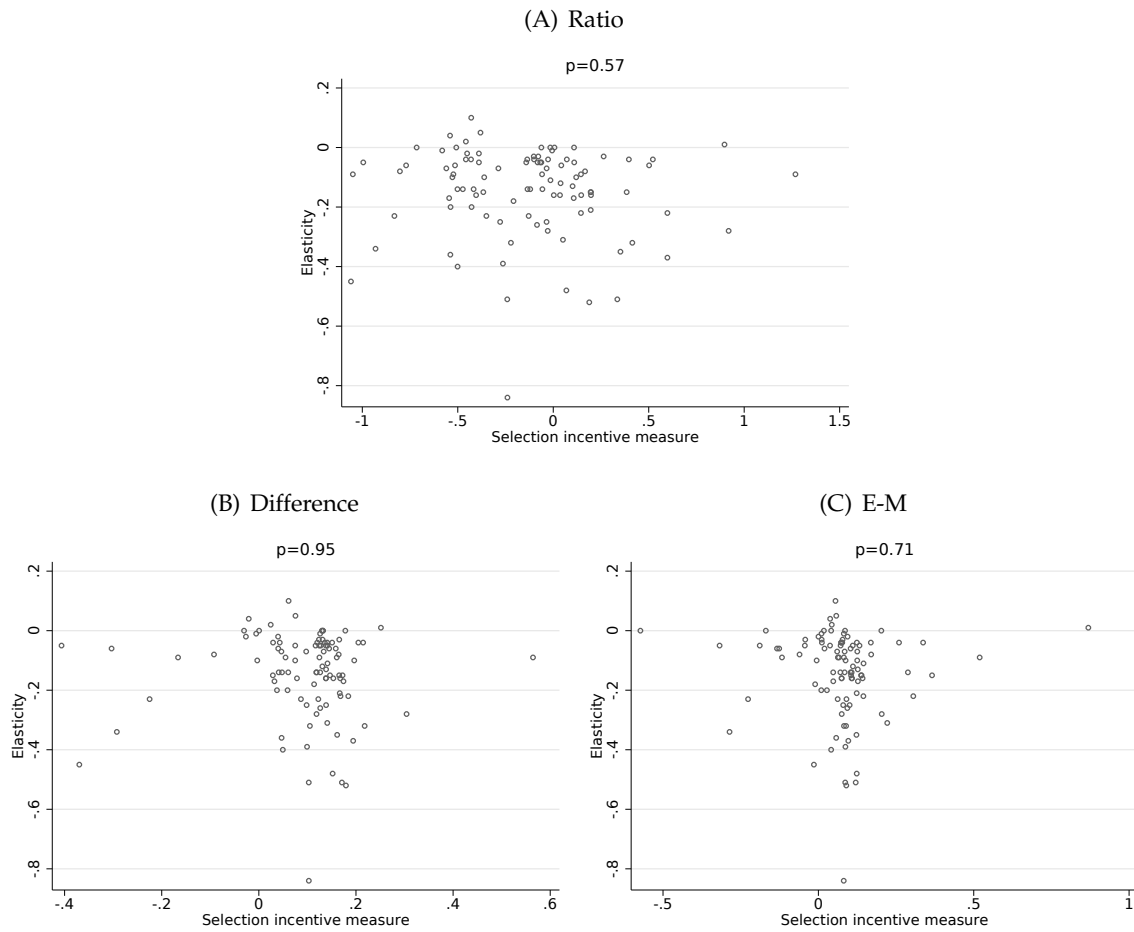 (A) Ratio
p=0.57
.2
0
-.2
-.4
-.6
-.8
Elasticity
-1 -.5 0 .5 1 1.5
Selection incentive measure
(B) Difference
p=0.95
.2
0
-.2
-.4
-.6
-.8
Elasticity
-.4 -.2 0 .2 .4 .6
Selection incentive measure
(C) E-M
p=0.71
.2
0
-.2
-.4
-.6
-.8
Elasticity
-.5 0 .5 1
Selection incentive measure